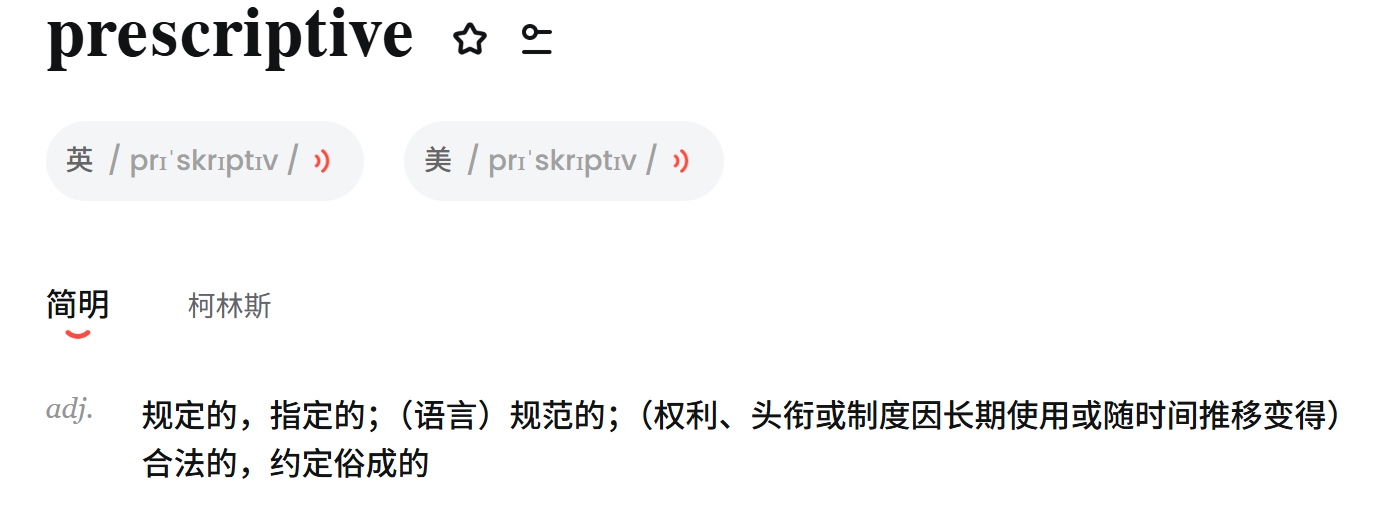 prescriptive
英 / prɪˈskrɪptɪv /
美 / prɪˈskrɪptɪv /
简明
柯林斯
adj.
规定的，指定的；（语言）规范的；（权利、头衔或制度因长期使用或随时间推移变得）
合法的，约定俗成的